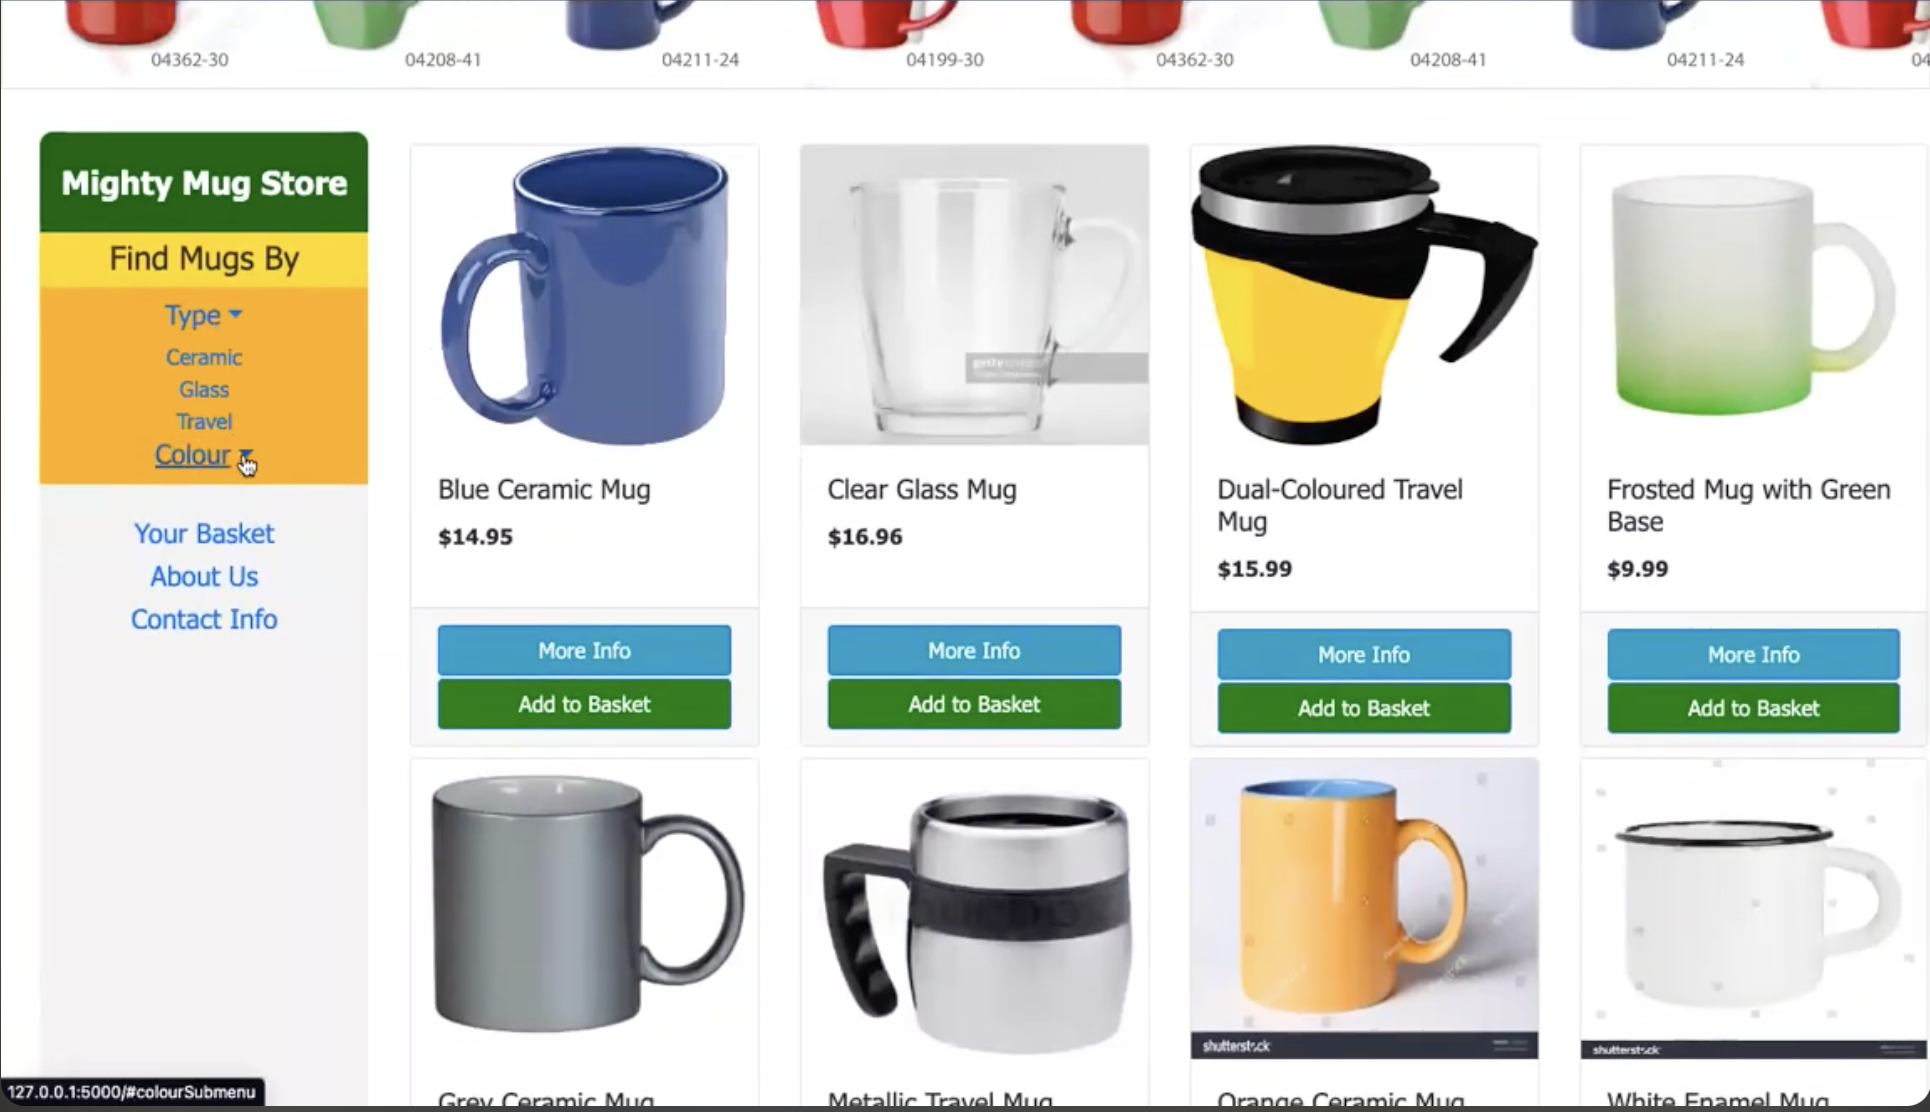 04362-30
04208-41
04211-24
04199-30
04362-30
04208-41
04211-24
04
Mighty Mug Store
Find Mugs By
Type
Ceramic
Glass
Travel
Colour
Your Basket
About Us
Contact Info
gettyimages
Blue Ceramic Mug
$14.95
More Info
Add to Basket
Clear Glass Mug
$16.96
More Info
Add to Basket
Dual-Coloured Travel
Mug
$15.99
More Info
Add to Basket
Frosted Mug with Green
Base
$9.99
More Info
Add to Basket
shutterstock
shutterstock
Grey Ceramic Mug
Metallic Travel Mug
Orange Ceramic Mug
White Enamel Mug
127.0.0.1:5000/#colourSubmenu